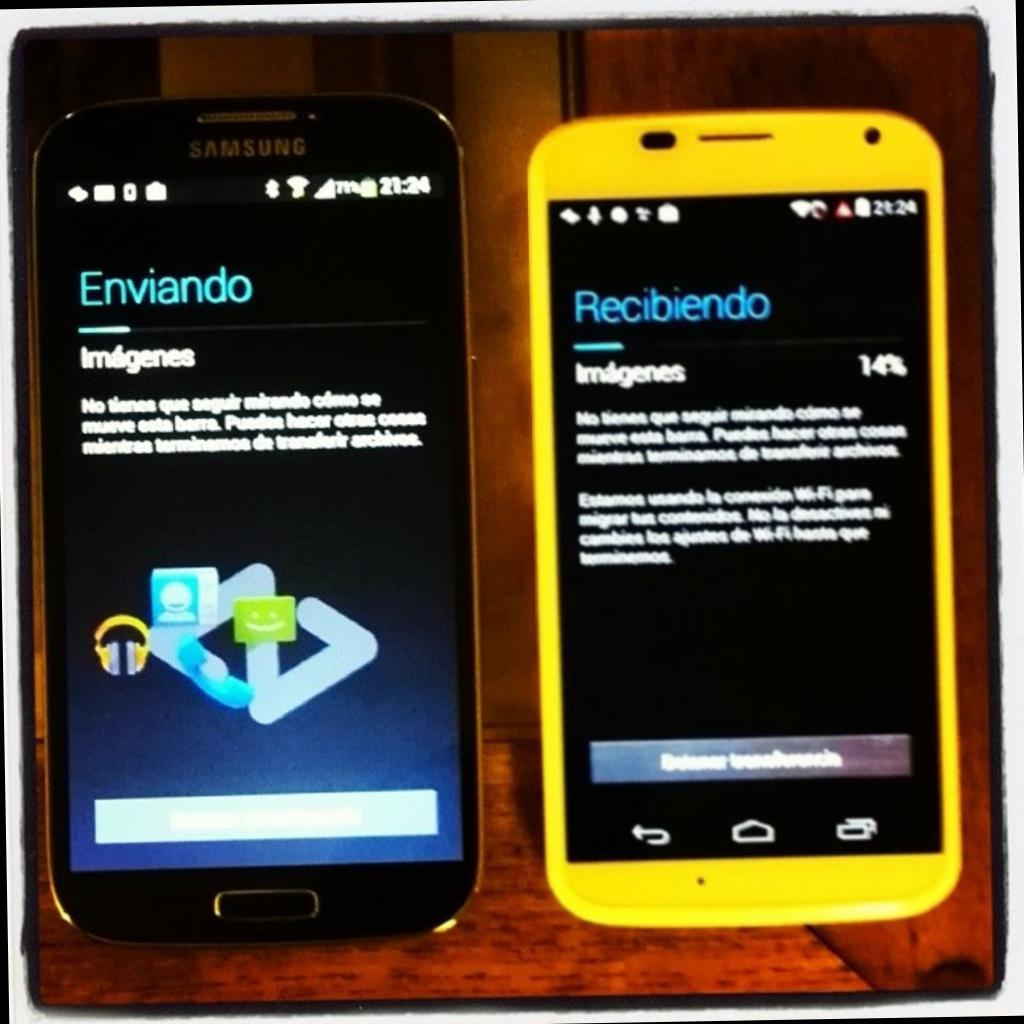 SAMSUNG
71% 21:24
Enviando
Imágenes
No tienes que seguir mirando cómo se
mueve esta barra. Puedes hacer otras cosas
mientras terminamos de transferir archivos.
21:24
Recibiendo
Imágenes 14%
No tienes que seguir mirando cómo se
mueve esta barra. Puedes hacer otras cosas
mientras terminamos de transferir archivos.
Estamos usando la conexión Wi-Fi para
migrar tus contenidos. No la desactives ni
cambies los ajustes de Wi-Fi hasta que
terminemos.
Detener transferencia